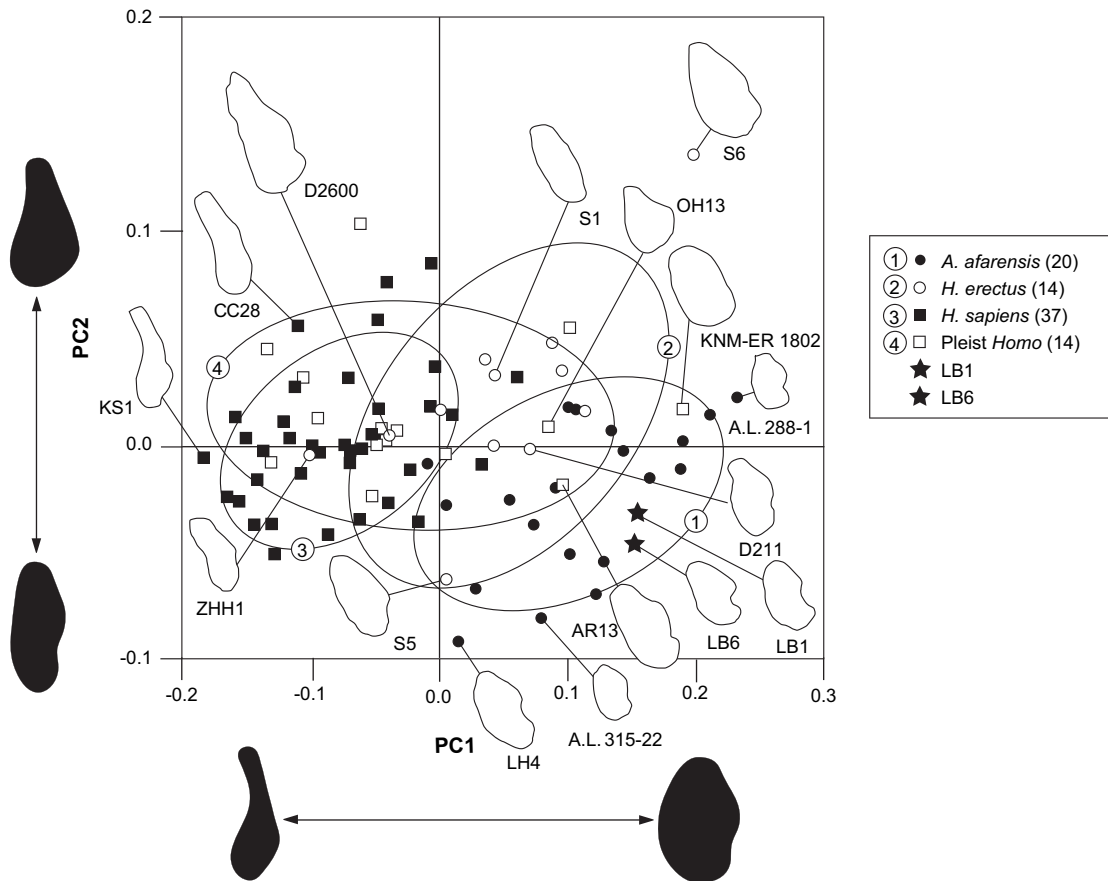 0.2
S6
D2600
S1
OH13
0.1
① A. afarensis (20)
② H. erectus (14)
③ H. sapiens (37)
④ Pleist Homo (14)
LB1
LB6
CC28
PC2
2
KNM-ER 1802
4
KS1
A.L. 288-1
0.0
1
D211
3
ZHH1
S5
AR13
LB6
LB1
-0.1
-0.2
-0.1
0.0
0.1
0.2
0.3
PC1
A.L. 315-22
LH4